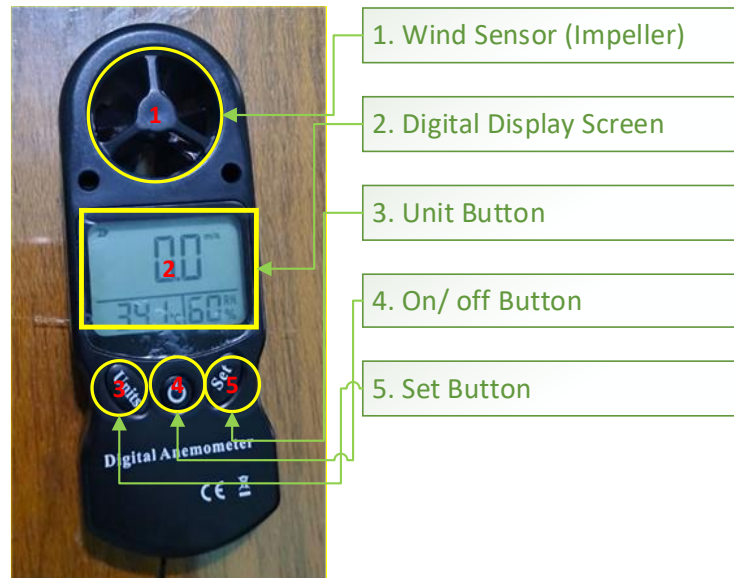 1. Wind Sensor (Impeller)
2. Digital Display Screen
3. Unit Button
4. On/ off Button
5. Set Button
1
0.0 m/s
2
34.1 °C 60 RH %
Units 3
4
Set 5
Digital Anemometer
CE